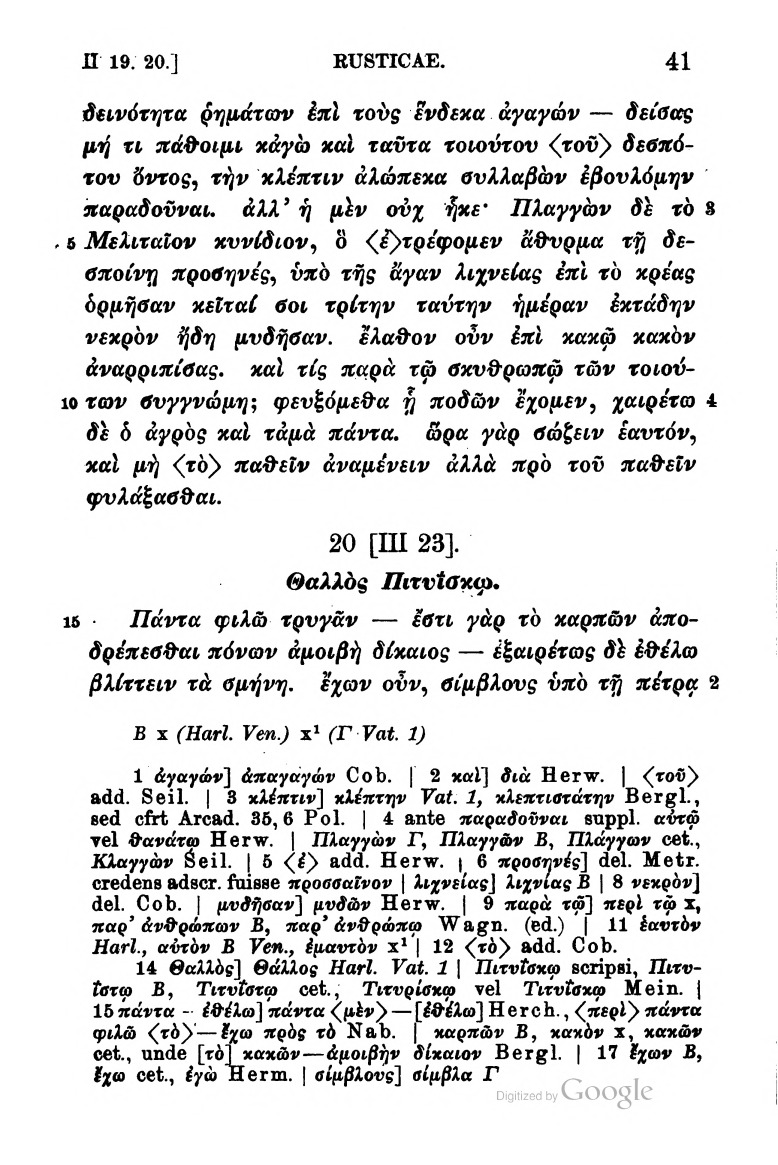 II 19. 20.] RUSTICAE. 41
δεινότητα ῥημάτων ἐπὶ τοὺς ἕνδεκα ἀγαγών — δείσας
μή τι πάθοιμι κἀγὼ καὶ ταῦτα τοιούτου ⟨τοῦ⟩ δεσπό-
του ὄντος, τὴν κλέπτιν ἀλώπεκα συλλαβὼν ἐβουλόμην
παραδοῦναι. ἀλλ’ ἡ μὲν οὐχ ἧκε· Πλαγγὼν δὲ τὸ 3
5 Μελιταῖον κυνίδιον, ὃ ⟨ἐ⟩τρέφομεν ἄθυρμα τῇ δε-
σποίνῃ προσηνές, ὑπὸ τῆς ἄγαν λιχνείας ἐπὶ τὸ κρέας
ὁρμῆσαν κεῖταί σοι τρίτην ταύτην ἡμέραν ἐκτάδην
νεκρὸν ἤδη μυδῆσαν. ἔλαθον οὖν ἐπὶ κακῷ κακὸν
ἀναρριπίσας. καὶ τίς παρὰ τῷ σκυθρωπῷ τῶν τοιού-
10 των συγγνώμη; φευξόμεθα ᾗ ποδῶν ἔχομεν, χαιρέτω 4
δὲ ὁ ἀγρὸς καὶ τἀμὰ πάντα. ὥρα γὰρ σώζειν ἑαυτόν,
καὶ μὴ ⟨τὸ⟩ παθεῖν ἀναμένειν ἀλλὰ πρὸ τοῦ παθεῖν
φυλάξασθαι.
20 [III 23].
Θαλλὸς Πιτυΐσκῳ.
15 Πάντα φιλῶ τρυγᾶν — ἔστι γὰρ τὸ καρπῶν ἀπο-
δρέπεσθαι πόνων ἀμοιβὴ δίκαιος — ἐξαιρέτως δὲ ἐθέλω
βλίττειν τὰ σμήνη. ἔχων οὖν, σίμβλους ὑπὸ τῇ πέτρᾳ 2
B x (Harl. Ven.) x¹ (Γ Vat. 1)
1 ἀγαγών] ἀπαγαγών Cob. | 2 καὶ] διὰ Herw. | ⟨τοῦ⟩
add. Seil. | 3 κλέπτιν] κλέπτην Vat. 1, κλεπτιστάτην Bergl.,
sed cfrt Arcad. 35, 6 Pol. | 4 ante παραδοῦναι suppl. αὐτῷ
vel θανάτῳ Herw. | Πλαγγὼν Γ, Πλαγγῶν B, Πλάγγων cet.,
Κλαγγὼν Seil. | 5 ⟨ἐ⟩ add. Herw. | 6 προσηνές] del. Metr.
credens adscr. fuisse προσσαῖνον | λιχνείας] λιχνίας B | 8 νεκρὸν]
del. Cob. | μυδῆσαν] μυδῶν Herw. | 9 παρὰ τῷ] περὶ τῷ x,
παρ’ ἀνθρώπων B, παρ’ ἀνθρώπῳ Wagn. (ed.) | 11 ἑαυτὸν
Harl., αὑτὸν B Ven., ἐμαυτὸν x¹ | 12 ⟨τὸ⟩ add. Cob.
14 Θαλλὸς] Θάλλος Harl. Vat. 1 | Πιτυΐσκῳ scripsi, Πιτυ-
ΐστῳ B, Τιτυΐστῳ cet., Τιτυρίσκῳ vel Τιτυΐσκῳ Mein. |
15 πάντα -- ἐθέλω] πάντα ⟨μὲν⟩ — [ἐθέλω] Herch., ⟨περὶ⟩ πάντα
φιλῶ ⟨τὸ⟩ — ἔχω πρὸς τὸ Nab. | καρπῶν B, κακὸν x, κακῶν
cet., unde [τὸ] κακῶν — ἀμοιβὴν δίκαιον Bergl. | 17 ἔχων B,
ἔχω cet., ἐγὼ Herm. | σίμβλους] σίμβλα Γ
Digitized by Google